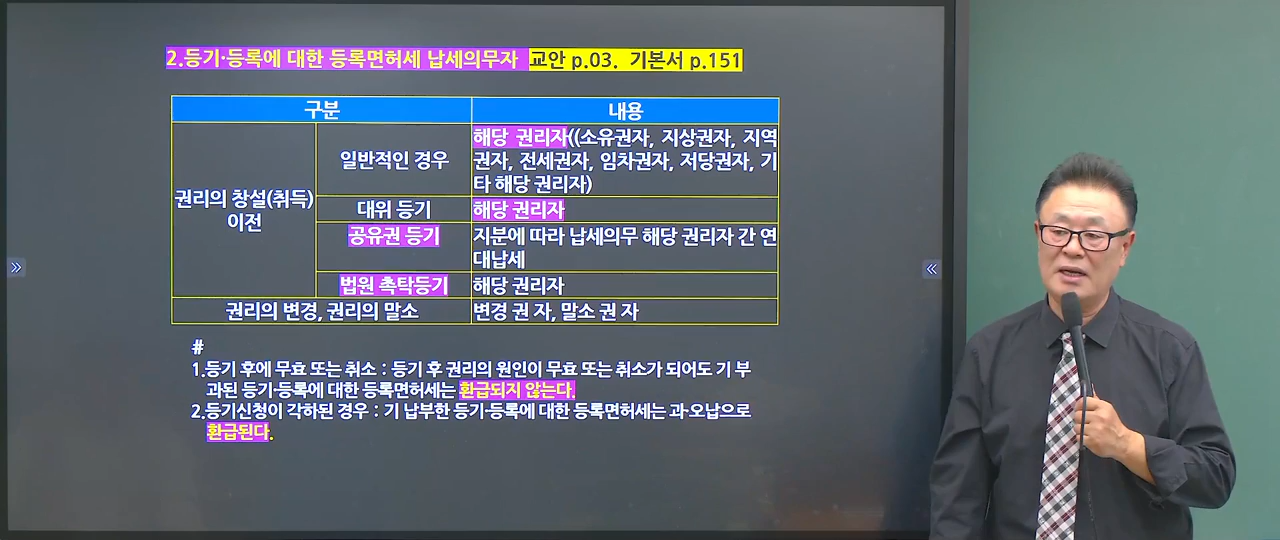 2.등기·등록에 대한 등록면허세 납세의무자 교안 p.03. 기본서 p.151
구분 내용
권리의 창설(취득)
이전
일반적인 경우
해당 권리자((소유권자, 지상권자, 지역
권자, 전세권자, 임차권자, 저당권자, 기
타 해당 권리자)
대위 등기 해당 권리자
공유권 등기
지분에 따라 납세의무 해당 권리자 간 연
대납세
법원 촉탁등기 해당 권리자
권리의 변경, 권리의 말소 변경 권 자, 말소 권 자
#
1.등기 후에 무효 또는 취소 : 등기 후 권리의 원인이 무효 또는 취소가 되어도 기 부
과된 등기·등록에 대한 등록면허세는 환급되지 않는다.
2.등기신청이 각하된 경우 : 기 납부한 등기·등록에 대한 등록면허세는 과·오납으로
환급된다.